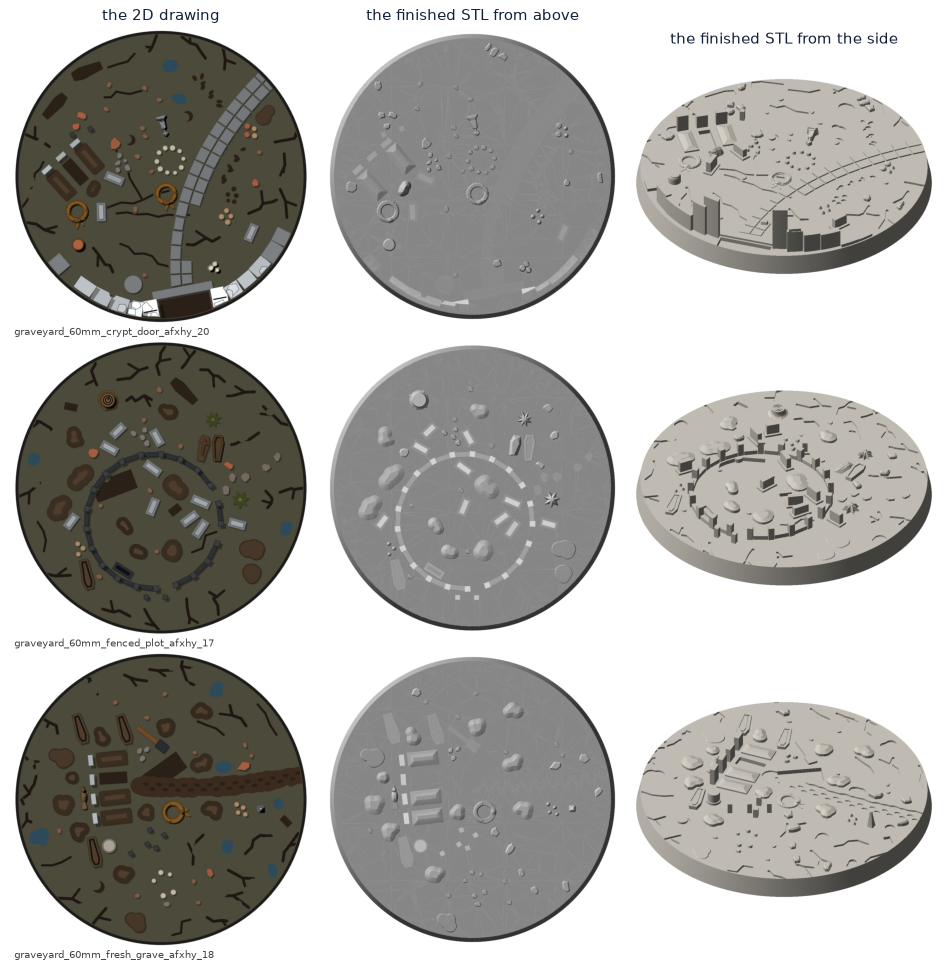 the 2D drawing
the finished STL from above
the finished STL from the side
graveyard_60mm_crypt_door_afxhy_20
graveyard_60mm_fenced_plot_afxhy_17
graveyard_60mm_fresh_grave_afxhy_18